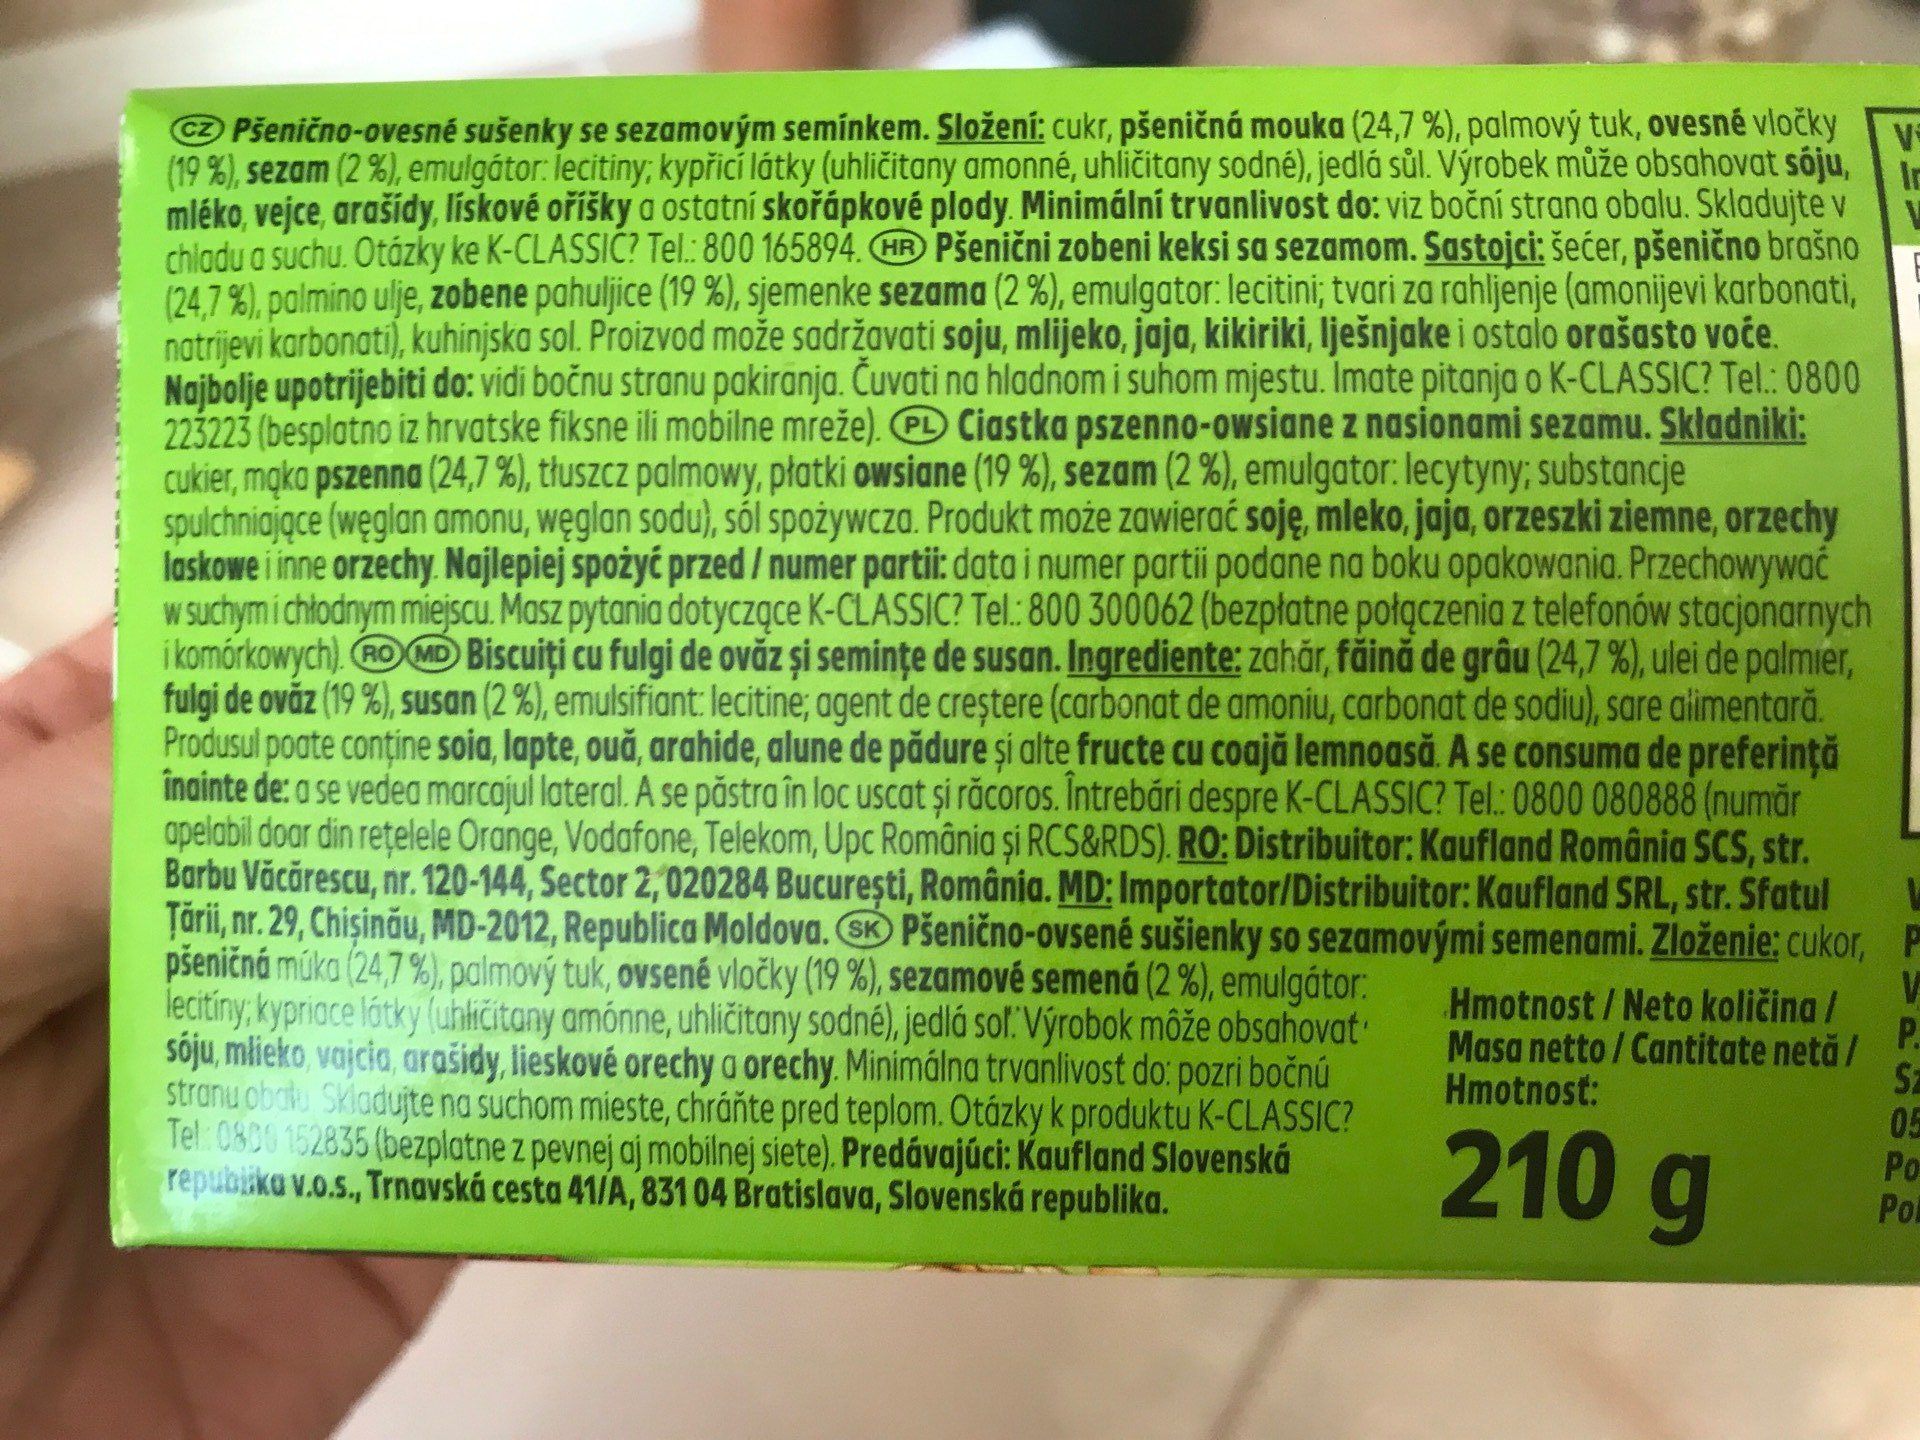 CZ Pšenično-ovesné sušenky se sezamovým semínkem. Složení: cukr, pšeničná mouka (24,7 %), palmový tuk, ovesné vločky
(19 %), sezam (2 %), emulgátor: lecitiny; kypřicí látky (uhličitany amonné, uhličitany sodné), jedlá sůl. Výrobek může obsahovat sóju,
mléko, vejce, arašídy, lískové oříšky a ostatní skořápkové plody. Minimální trvanlivost do: viz boční strana obalu. Skladujte v
chladu a suchu. Otázky ke K-CLASSIC? Tel.: 800 165894. HR Pšenični zobeni keksi sa sezamom. Sastojci: šećer, pšenično brašno
(24,7 %), palmino ulje, zobene pahuljice (19 %), sjemenke sezama (2 %), emulgator: lecitini; tvari za rahljenje (amonijevi karbonati,
natrijevi karbonati), kuhinjska sol. Proizvod može sadržavati soju, mlijeko, jaja, kikiriki, lješnjake i ostalo orašasto voće.
Najbolje upotrijebiti do: vidi bočnu stranu pakiranja. Čuvati na hladnom i suhom mjestu. Imate pitanja o K-CLASSIC? Tel.: 0800
223223 (besplatno iz hrvatske fiksne ili mobilne mreže). PL Ciastka pszenno-owsiane z nasionami sezamu. Składniki:
cukier, mąka pszenna (24,7 %), tłuszcz palmowy, płatki owsiane (19 %), sezam (2 %), emulgator: lecytyny; substancje
spulchniające (węglan amonu, węglan sodu), sól spożywcza. Produkt może zawierać soję, mleko, jaja, orzeszki ziemne, orzechy
laskowe i inne orzechy. Najlepiej spożyć przed / numer partii: data i numer partii podane na boku opakowania. Przechowywać
w suchym i chłodnym miejscu. Masz pytania dotyczące K-CLASSIC? Tel.: 800 300062 (bezpłatne połączenia z telefonów stacjonarnych
i komórkowych). RO MD Biscuiți cu fulgi de ovăz și semințe de susan. Ingrediente: zahăr, făină de grâu (24,7 %), ulei de palmier,
fulgi de ovăz (19 %), susan (2 %), emulsifiant: lecitine; agent de creștere (carbonat de amoniu, carbonat de sodiu), sare alimentară.
Produsul poate conține soia, lapte, ouă, arahide, alune de pădure și alte fructe cu coajă lemnoasă. A se consuma de preferință
înainte de: a se vedea marcajul lateral. A se păstra în loc uscat și răcoros. Întrebări despre K-CLASSIC? Tel.: 0800 080888 (număr
apelabil doar din rețelele Orange, Vodafone, Telekom, Upc România și RCS&RDS). RO: Distribuitor: Kaufland România SCS, str.
Barbu Văcărescu, nr. 120-144, Sector 2, 020284 București, România. MD: Importator/Distribuitor: Kaufland SRL, str. Sfatul
Țării, nr. 29, Chișinău, MD-2012, Republica Moldova. SK Pšenično-ovsené sušienky so sezamovými semenami. Zloženie: cukor,
pšeničná múka (24,7 %), palmový tuk, ovsené vločky (19 %), sezamové semená (2 %), emulgátor:
lecitíny; kypriace látky (uhličitany amónne, uhličitany sodné), jedlá soľ. Výrobok môže obsahovať
sóju, mlieko, vajcia, arašidy, lieskové orechy a orechy. Minimálna trvanlivosť do: pozri bočnú
stranu obalu. Skladujte na suchom mieste, chráňte pred teplom. Otázky k produktu K-CLASSIC?
Tel.: 0800 152835 (bezplatne z pevnej aj mobilnej siete). Predávajúci: Kaufland Slovenská
republika v.o.s., Trnavská cesta 41/A, 831 04 Bratislava, Slovenská republika.
Hmotnost / Neto količina /
Masa netto / Cantitate netă /
Hmotnosť:
210 g